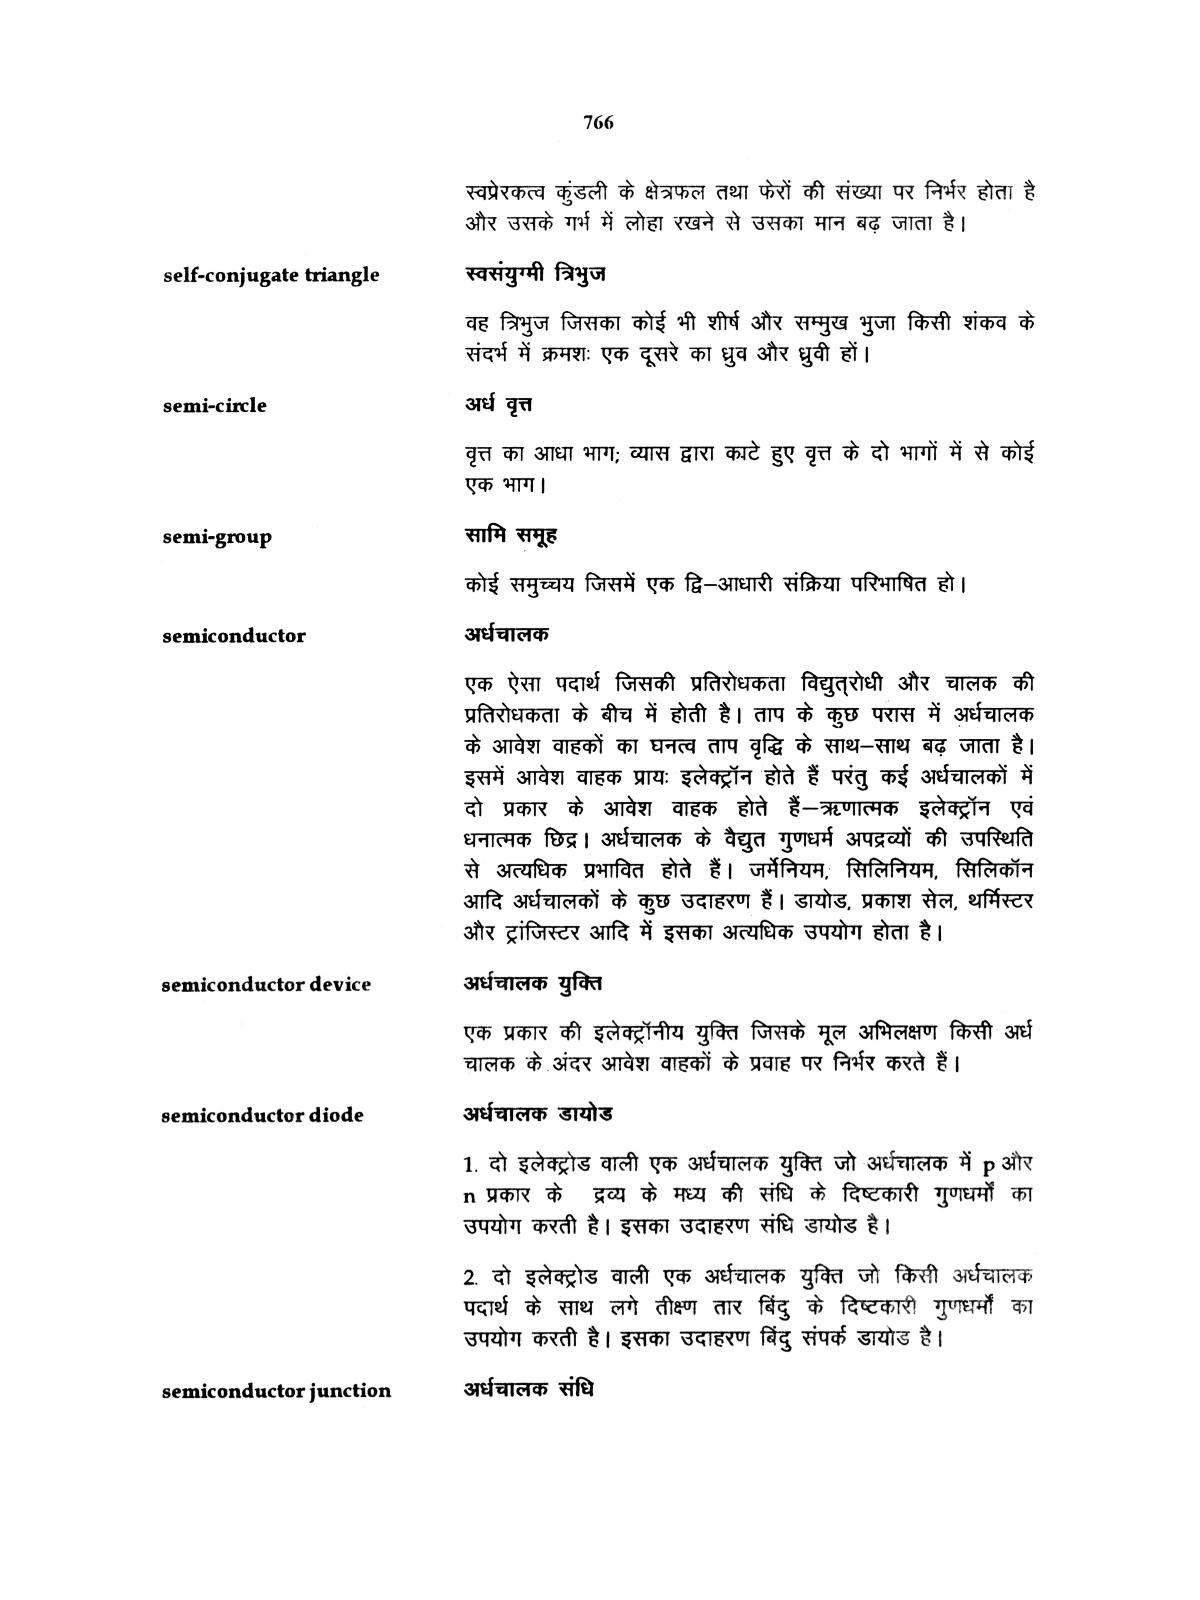 766
स्वप्रेरकत्व कुंडली के क्षेत्रफल तथा फेरों की संख्या पर निर्भर होता है
और उसके गर्भ में लोहा रखने से उसका मान बढ़ जाता है।
self-conjugate triangle स्वसंयुग्मी त्रिभुज
वह त्रिभुज जिसका कोई भी शीर्ष और सम्मुख भुजा किसी शंकव के
संदर्भ में क्रमशः एक दूसरे का ध्रुव और ध्रुवी हों।
semi-circle अर्ध वृत्त
वृत्त का आधा भाग; व्यास द्वारा काटे हुए वृत्त के दो भागों में से कोई
एक भाग।
semi-group सामि समूह
कोई समुच्चय जिसमें एक द्वि–आधारी संक्रिया परिभाषित हो।
semiconductor अर्धचालक
एक ऐसा पदार्थ जिसकी प्रतिरोधकता विद्युत्‌रोधी और चालक की
प्रतिरोधकता के बीच में होती है। ताप के कुछ परास में अर्धचालक
के आवेश वाहकों का घनत्व ताप वृद्धि के साथ–साथ बढ़ जाता है।
इसमें आवेश वाहक प्रायः इलेक्ट्रॉन होते हैं परंतु कई अर्धचालकों में
दो प्रकार के आवेश वाहक होते हैं–ऋणात्मक इलेक्ट्रॉन एवं
धनात्मक छिद्र। अर्धचालक के वैद्युत गुणधर्म अपद्रव्यों की उपस्थिति
से अत्यधिक प्रभावित होते हैं। जर्मेनियम, सिलिनियम, सिलिकॉन
आदि अर्धचालकों के कुछ उदाहरण हैं। डायोड, प्रकाश सेल, थर्मिस्टर
और ट्रांजिस्टर आदि में इसका अत्यधिक उपयोग होता है।
semiconductor device अर्धचालक युक्ति
एक प्रकार की इलेक्ट्रॉनीय युक्ति जिसके मूल अभिलक्षण किसी अर्ध
चालक के अंदर आवेश वाहकों के प्रवाह पर निर्भर करते हैं।
semiconductor diode अर्धचालक डायोड
1. दो इलेक्ट्रोड वाली एक अर्धचालक युक्ति जो अर्धचालक में p और
n प्रकार के द्रव्य के मध्य की संधि के दिष्टकारी गुणधर्मों का
उपयोग करती है। इसका उदाहरण संधि डायोड है।
2. दो इलेक्ट्रोड वाली एक अर्धचालक युक्ति जो किसी अर्धचालक
पदार्थ के साथ लगे तीक्ष्ण तार बिंदु के दिष्टकारी गुणधर्मों का
उपयोग करती है। इसका उदाहरण बिंदु संपर्क डायोड है।
semiconductor junction अर्धचालक संधि